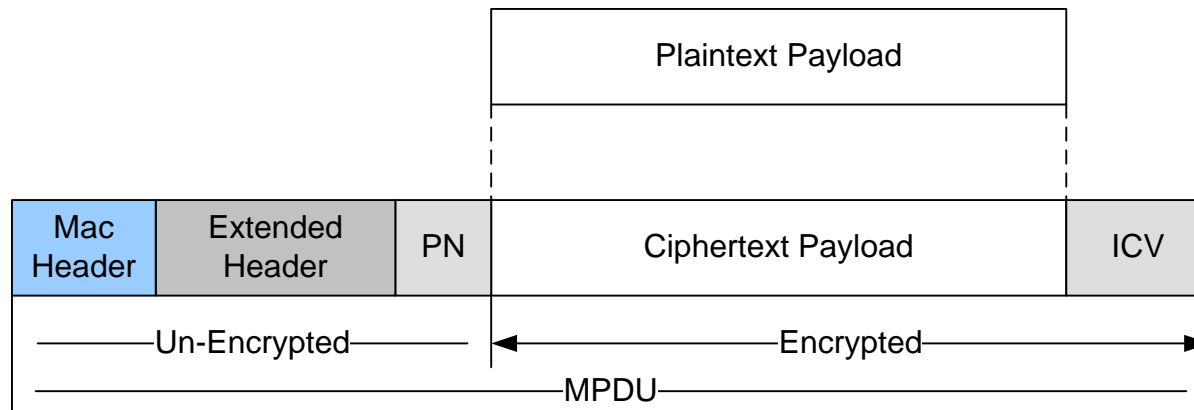 Plaintext Payload
Mac
Header
Extended
Header
PN
Ciphertext Payload
ICV
Un-Encrypted
Encrypted
MPDU